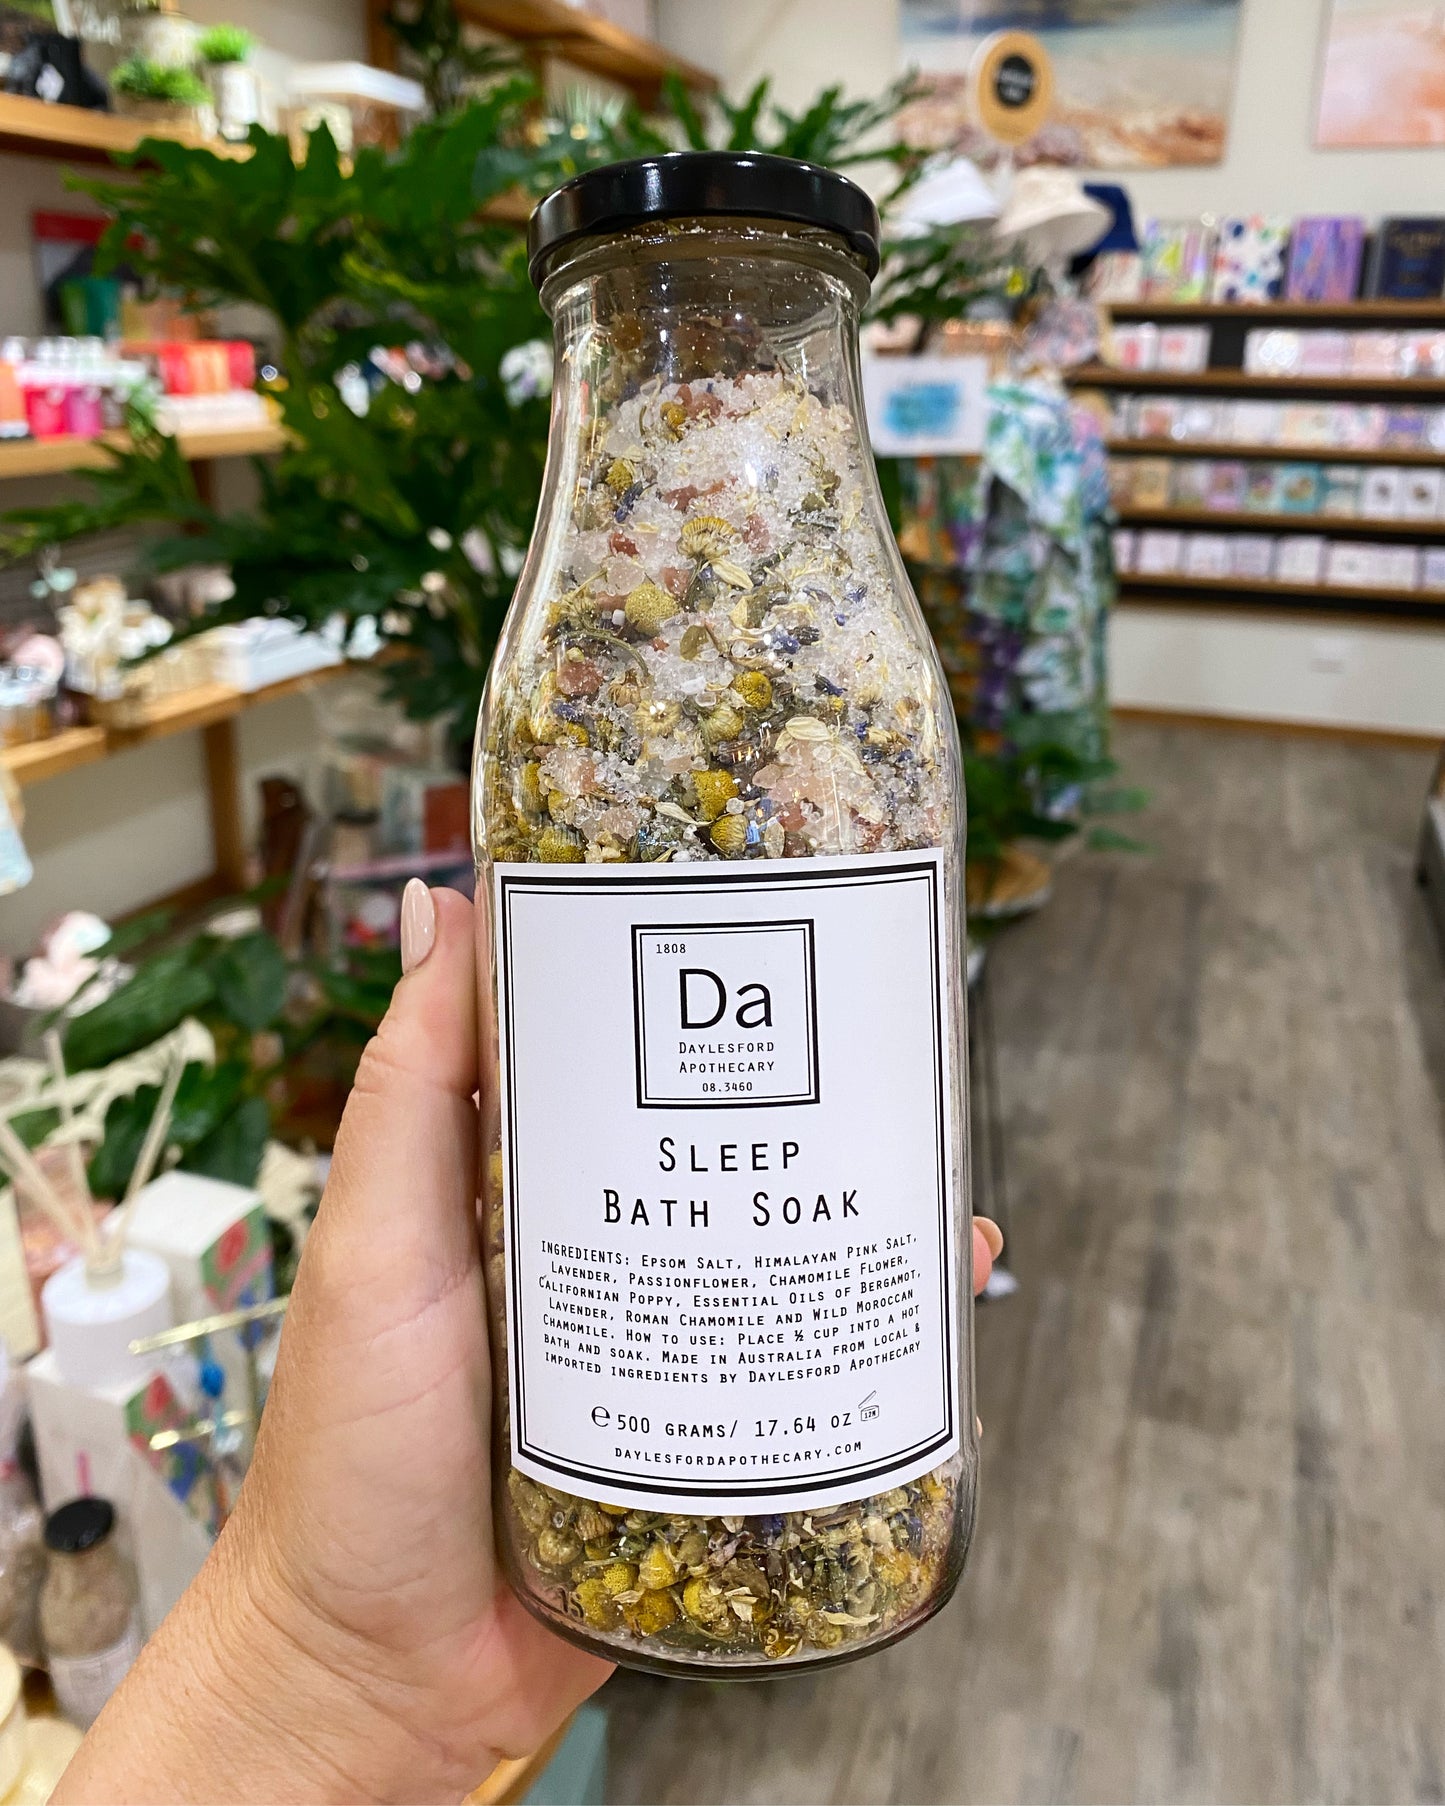 1808
Da
Daylesford
Apothecary
08.3460
Sleep
Bath Soak
Ingredients: Epsom Salt, Himalayan Pink Salt,
Lavender, Passionflower, Chamomile Flower,
Californian Poppy, Essential Oils of Bergamot,
Lavender, Roman Chamomile and Wild Moroccan
Chamomile. How to use: Place ½ cup into a hot
bath and soak. Made in Australia from local &
imported ingredients by Daylesford Apothecary
℮ 500 grams/ 17.64 oz
12M
daylesfordapothecary.com
15